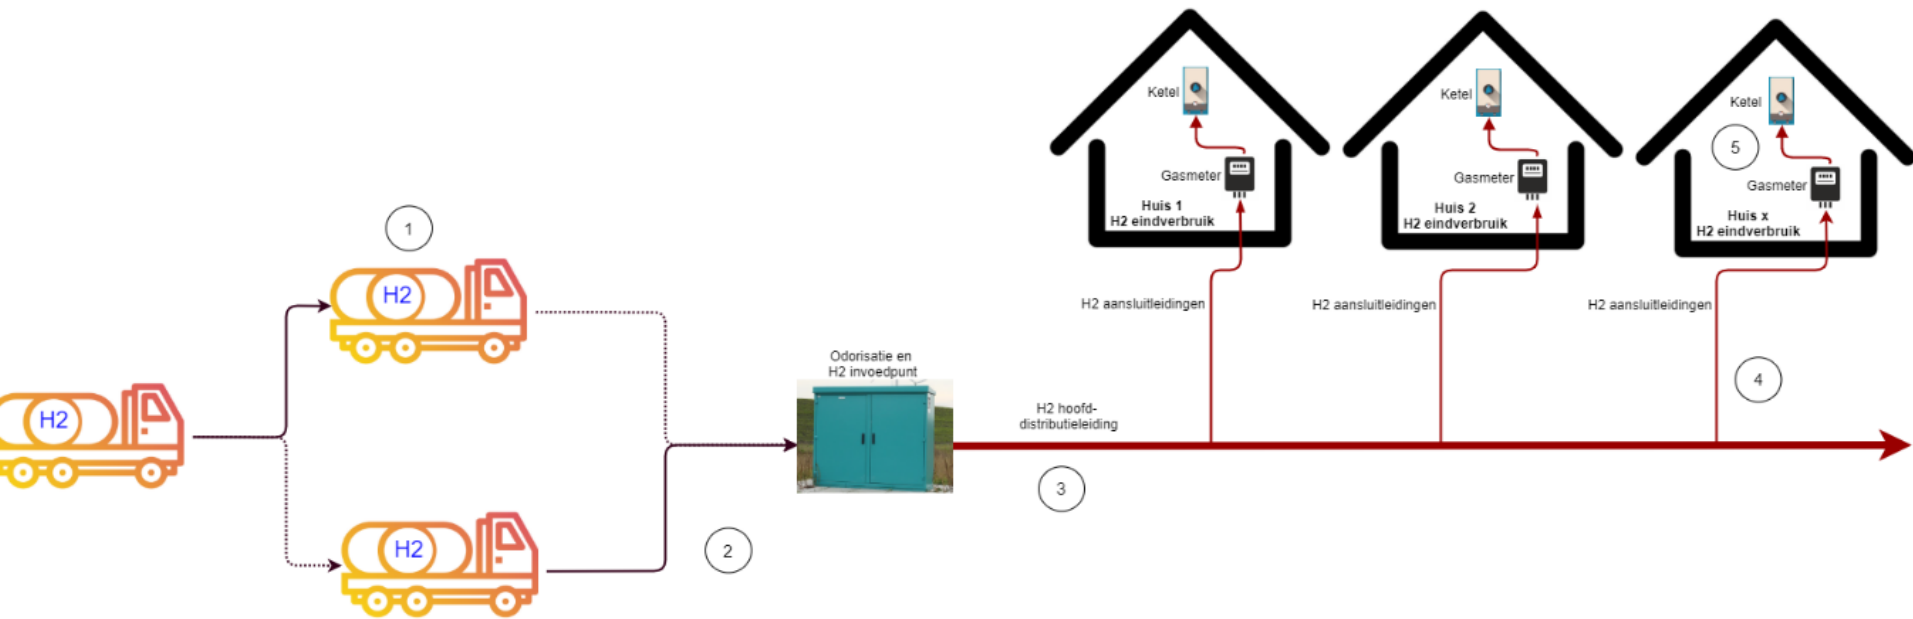 Ketel
Gasmeter
Huis 1
H2 eindverbruik
Ketel
Gasmeter
Huis 2
H2 eindverbruik
Ketel
5
Gasmeter
Huis x
H2 eindverbruik
1
H2
H2 aansluitleidingen
H2 aansluitleidingen
H2 aansluitleidingen
Odorisatie en
H2 invoedpunt
4
H2
H2 hoofd-
distributieleiding
3
H2
2